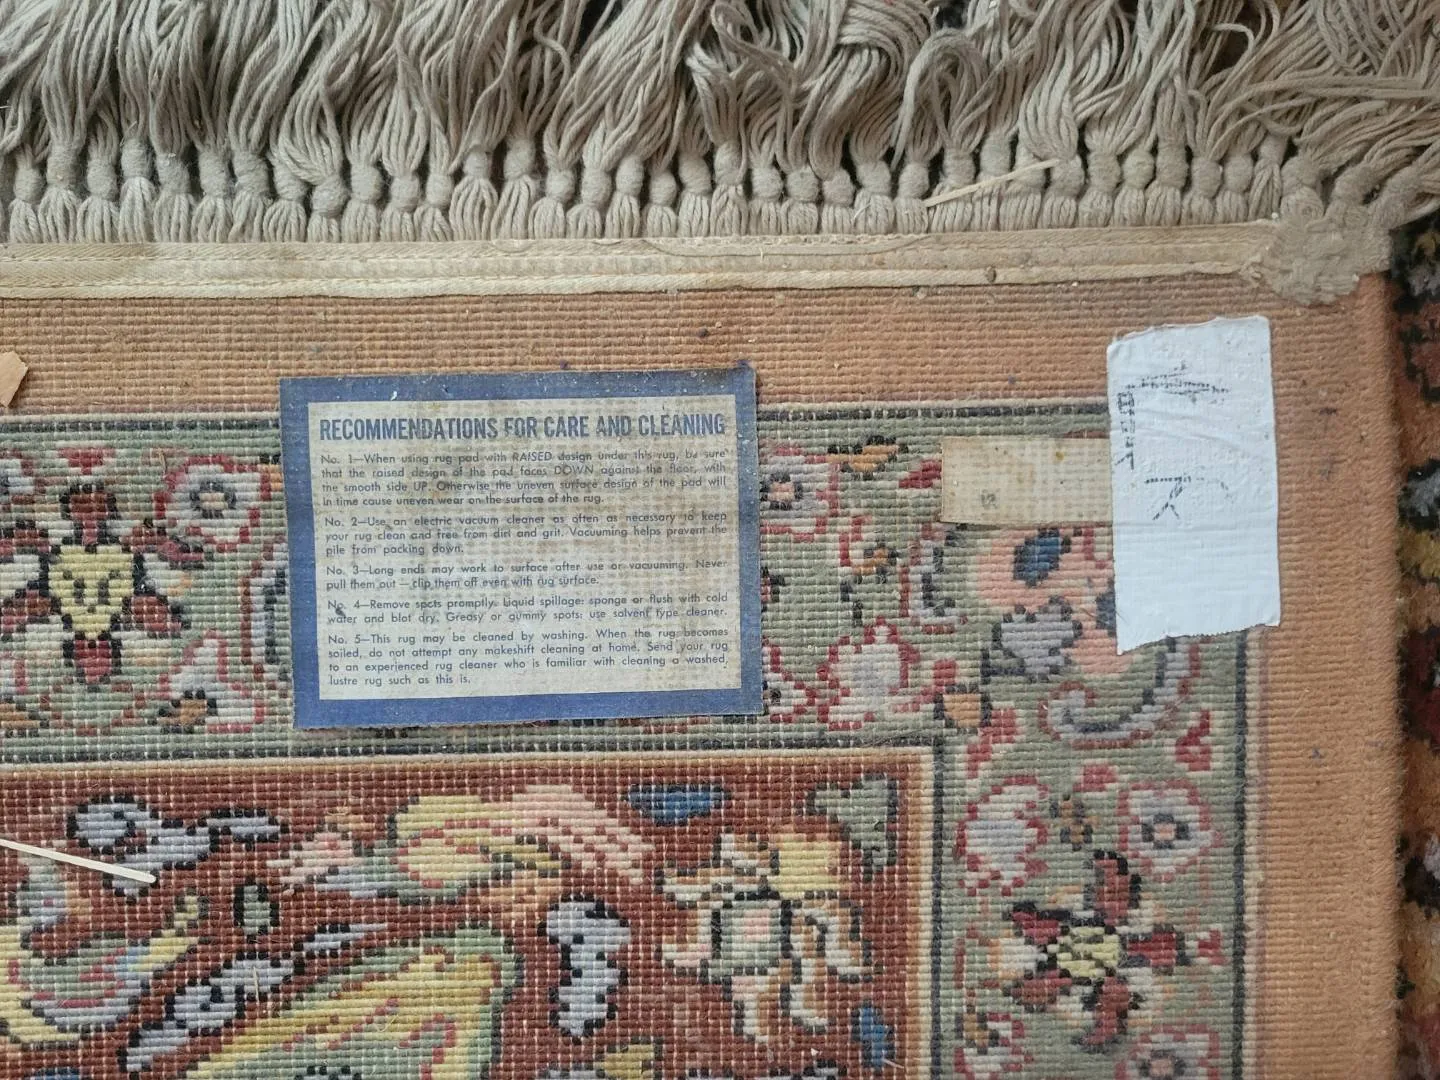 RECOMMENDATIONS FOR CARE AND CLEANING
No. 1—When using rug pad with RAISED design under this rug, be sure
that the raised design of the pad faces DOWN against the floor, with
the smooth side UP. Otherwise the uneven surface design of the pad will
in time cause uneven wear on the surface of the rug.
No. 2—Use an electric vacuum cleaner as often as necessary to keep
your rug clean and free from dirt and grit. Vacuuming helps prevent the
pile from packing down.
No. 3—Long ends may work to surface after use or vacuuming. Never
pull them out — clip them off even with rug surface.
No. 4—Remove spots promptly. Liquid spillage: sponge or flush with cold
water and blot dry. Greasy or gummy spots: use solvent type cleaner.
No. 5—This rug may be cleaned by washing. When the rug becomes
soiled, do not attempt any makeshift cleaning at home. Send your rug
to an experienced rug cleaner who is familiar with cleaning a washed,
lustre rug such as this is.